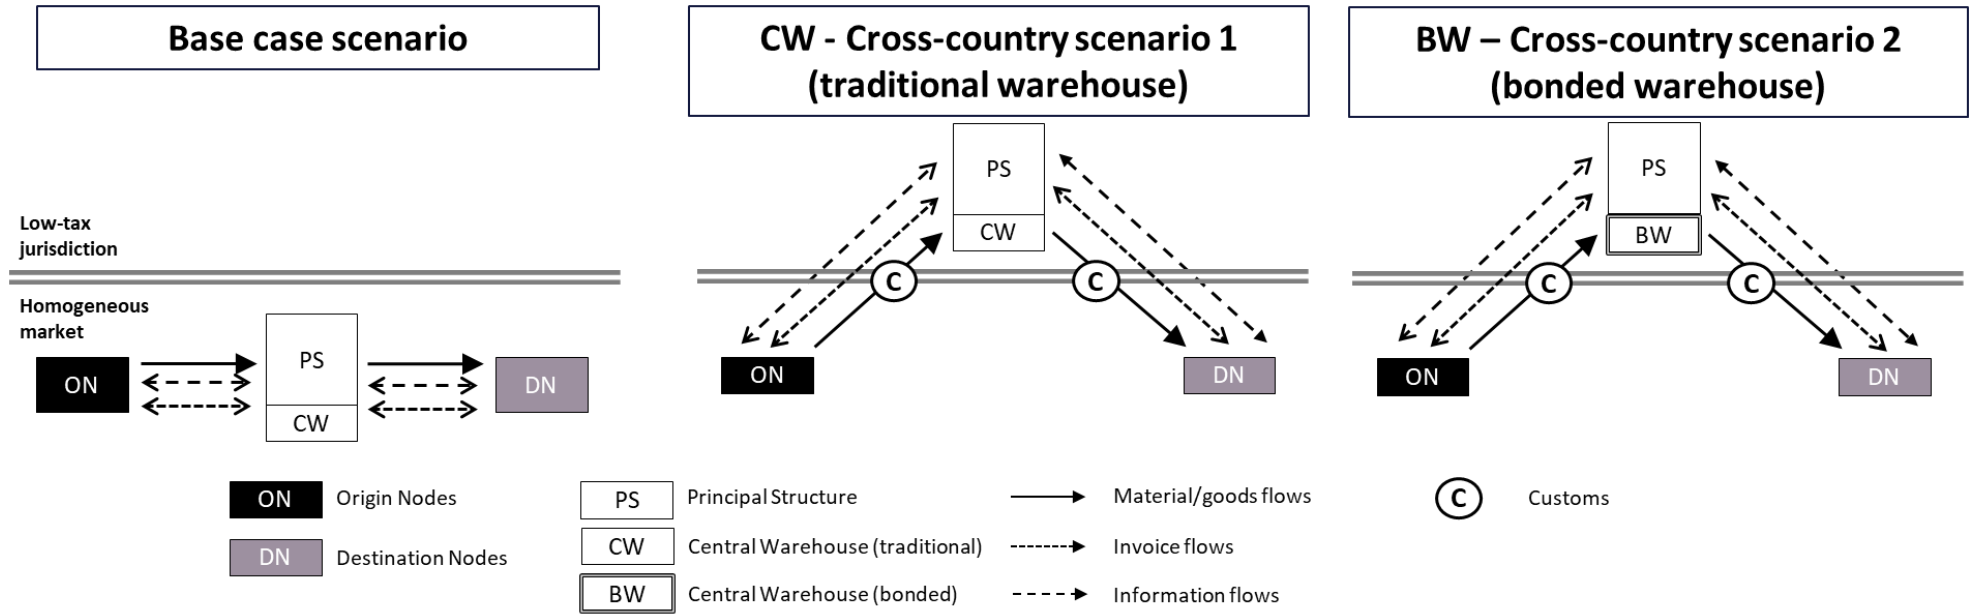 Base case scenario
CW - Cross-country scenario 1
(traditional warehouse)
BW – Cross-country scenario 2
(bonded warehouse)
Low-tax
jurisdiction
Homogeneous
market
ON
PS
CW
DN
PS
CW
C
C
ON
DN
PS
BW
C
C
ON
DN
ON
Origin Nodes
DN
Destination Nodes
PS
Principal Structure
CW
Central Warehouse (traditional)
BW
Central Warehouse (bonded)
Material/goods flows
Invoice flows
Information flows
C
Customs